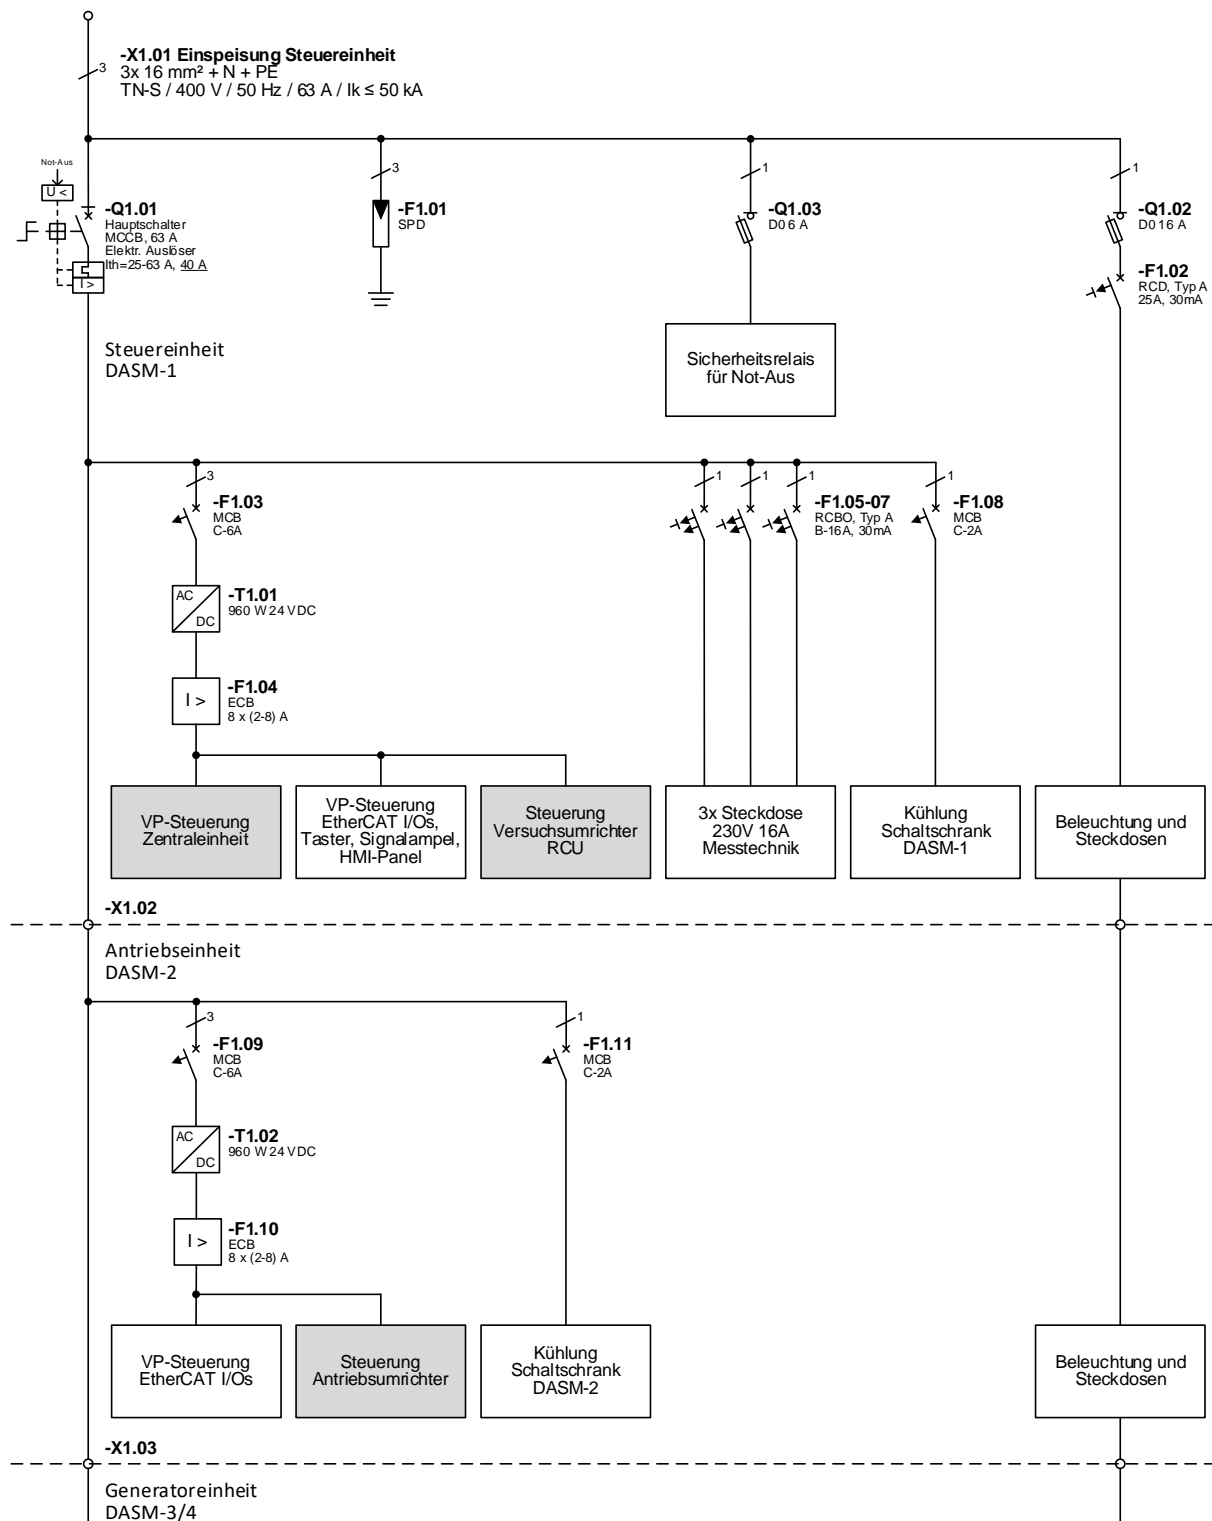 -X1.01 Einspeisung Steuereinheit
3x 16 mm² + N + PE
TN-S / 400 V / 50 Hz / 63 A / Ik ≤ 50 kA
3
Not-Aus
U <
-Q1.01
Hauptschalter
MCCB, 63 A
Elektr. Auslöser
Ith=25-63 A, 40 A
I >
3
-F1.01
SPD
1
-Q1.03
D0 6 A
Sicherheitsrelais
für Not-Aus
1
-Q1.02
D0 16 A
-F1.02
RCD, Typ A
25A, 30mA
Steuereinheit
DASM-1
3
-F1.03
MCB
C-6A
AC
DC
-T1.01
960 W 24 VDC
I >
-F1.04
ECB
8 x (2-8) A
1
1
1
-F1.05-07
RCBO, Typ A
B-16A, 30mA
1
-F1.08
MCB
C-2A
VP-Steuerung
Zentraleinheit
VP-Steuerung
EtherCAT I/Os,
Taster, Signalampel,
HMI-Panel
Steuerung
Versuchsumrichter
RCU
3x Steckdose
230V 16A
Messtechnik
Kühlung
Schaltschrank
DASM-1
Beleuchtung und
Steckdosen
-X1.02
Antriebseinheit
DASM-2
3
-F1.09
MCB
C-6A
AC
DC
-T1.02
960 W 24 VDC
I >
-F1.10
ECB
8 x (2-8) A
1
-F1.11
MCB
C-2A
VP-Steuerung
EtherCAT I/Os
Steuerung
Antriebsumrichter
Kühlung
Schaltschrank
DASM-2
Beleuchtung und
Steckdosen
-X1.03
Generatoreinheit
DASM-3/4